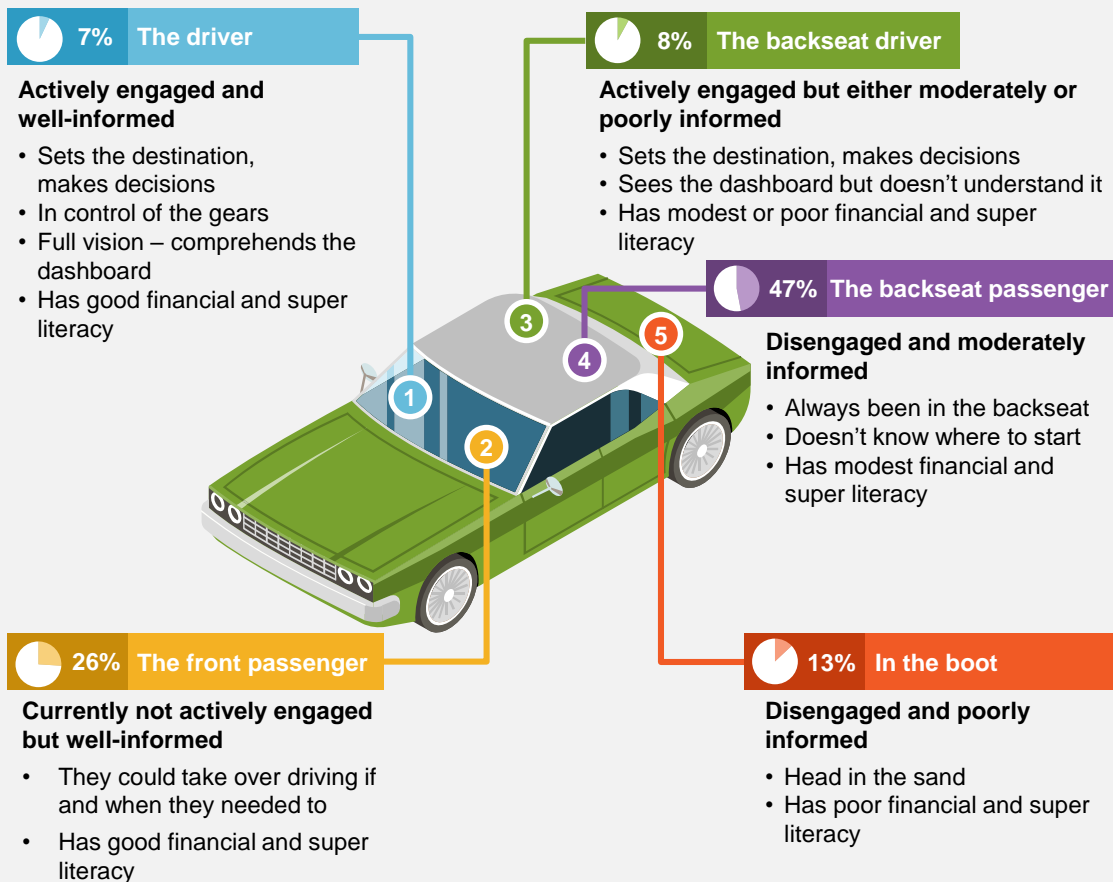 7% The driver
Actively engaged and
well-informed
• Sets the destination,
makes decisions
• In control of the gears
• Full vision – comprehends the
dashboard
• Has good financial and super
literacy
8% The backseat driver
Actively engaged but either moderately or
poorly informed
• Sets the destination, makes decisions
• Sees the dashboard but doesn’t understand it
• Has modest or poor financial and super
literacy
47% The backseat passenger
Disengaged and moderately
informed
• Always been in the backseat
• Doesn’t know where to start
• Has modest financial and
super literacy
3
4
5
1
2
26% The front passenger
Currently not actively engaged
but well-informed
• They could take over driving if
and when they needed to
• Has good financial and super
literacy
13% In the boot
Disengaged and poorly
informed
• Head in the sand
• Has poor financial and super
literacy